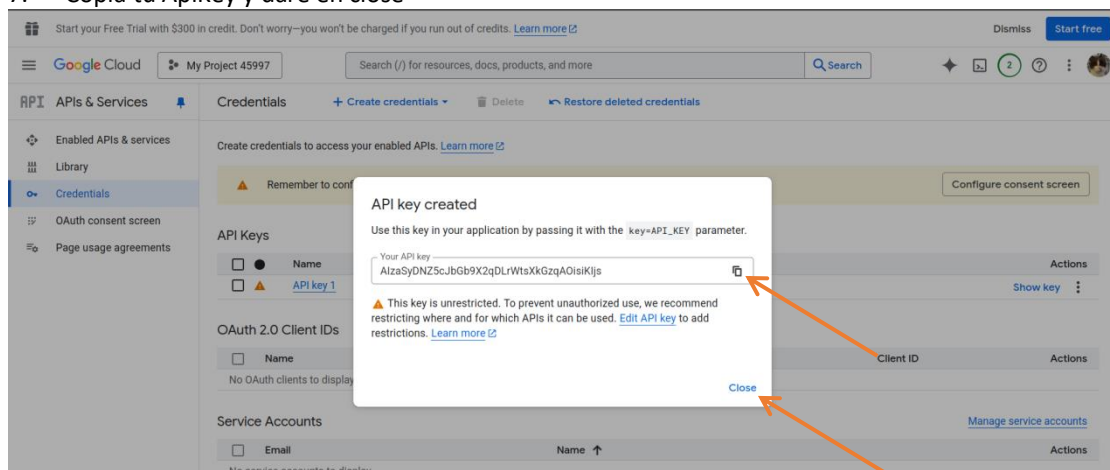 7. Copia tu Apikey y dare en close
Start your Free Trial with $300 in credit. Don't worry—you won't be charged if you run out of credits. Learn more
Dismiss
Start free
Google Cloud
My Project 45997
Search (/) for resources, docs, products, and more
Search
2
API APIs & Services
Credentials
+ Create credentials
Delete
Restore deleted credentials
Enabled APIs & services
Library
Credentials
OAuth consent screen
Page usage agreements
Create credentials to access your enabled APIs. Learn more
Remember to conf
Configure consent screen
API Keys
Name
Actions
API key 1
Show key
API key created
Use this key in your application by passing it with the key=API_KEY parameter.
Your API key
AIzaSyDNZ5cJbGb9X2qDLrWtsXkGzqAOisiKljs
This key is unrestricted. To prevent unauthorized use, we recommend
restricting where and for which APIs it can be used. Edit API key to add
restrictions. Learn more
Close
OAuth 2.0 Client IDs
Name
Client ID
Actions
No OAuth clients to display
Service Accounts
Manage service accounts
Email
Name
Actions